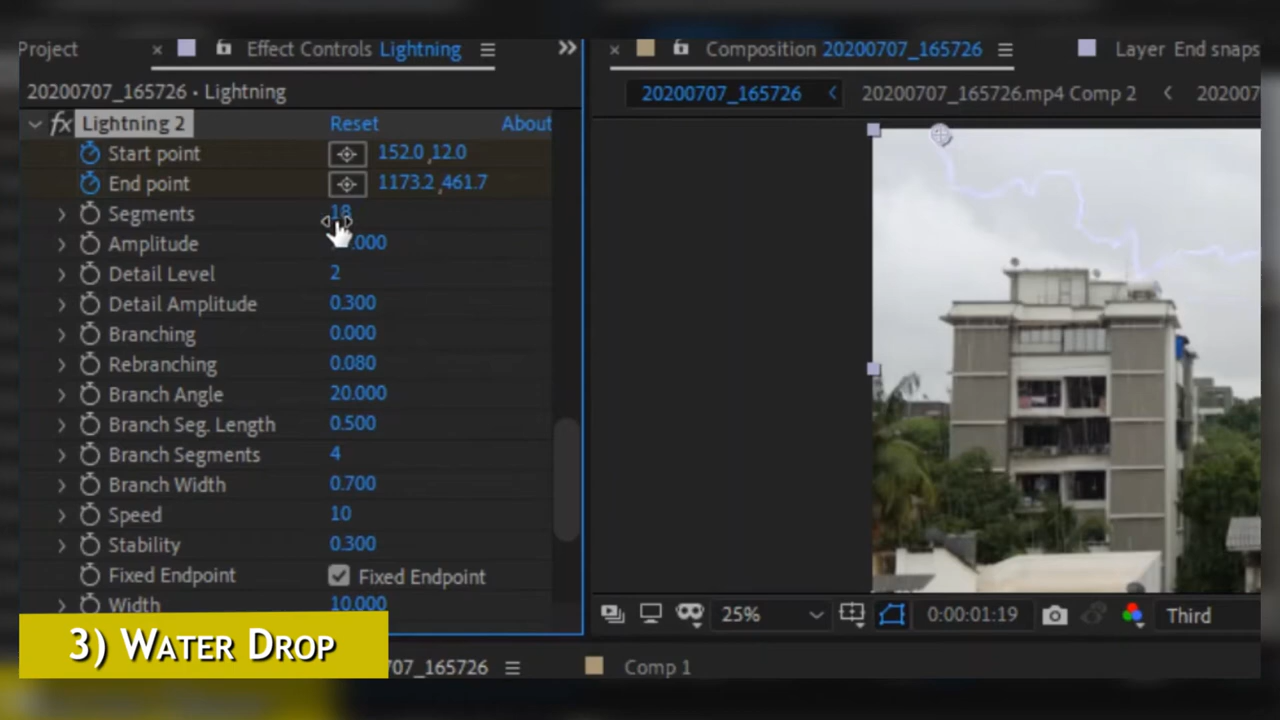 Project
Effect Controls Lightning
20200707_165726 • Lightning
fx Lightning 2 Reset About
Start point 152.0 ,12.0
End point 1173.2 ,461.7
Segments 18
Amplitude .000
Detail Level 2
Detail Amplitude 0.300
Branching 0.000
Rebranching 0.080
Branch Angle 20.000
Branch Seg. Length 0.500
Branch Segments 4
Branch Width 0.700
Speed 10
Stability 0.300
Fixed Endpoint Fixed Endpoint
Width 10.000
3) WATER DROP
07_165726
Comp 1
Composition 20200707_165726
Layer End snaps
20200707_165726
20200707_165726.mp4 Comp 2
202007
25%
0:00:01:19
Third